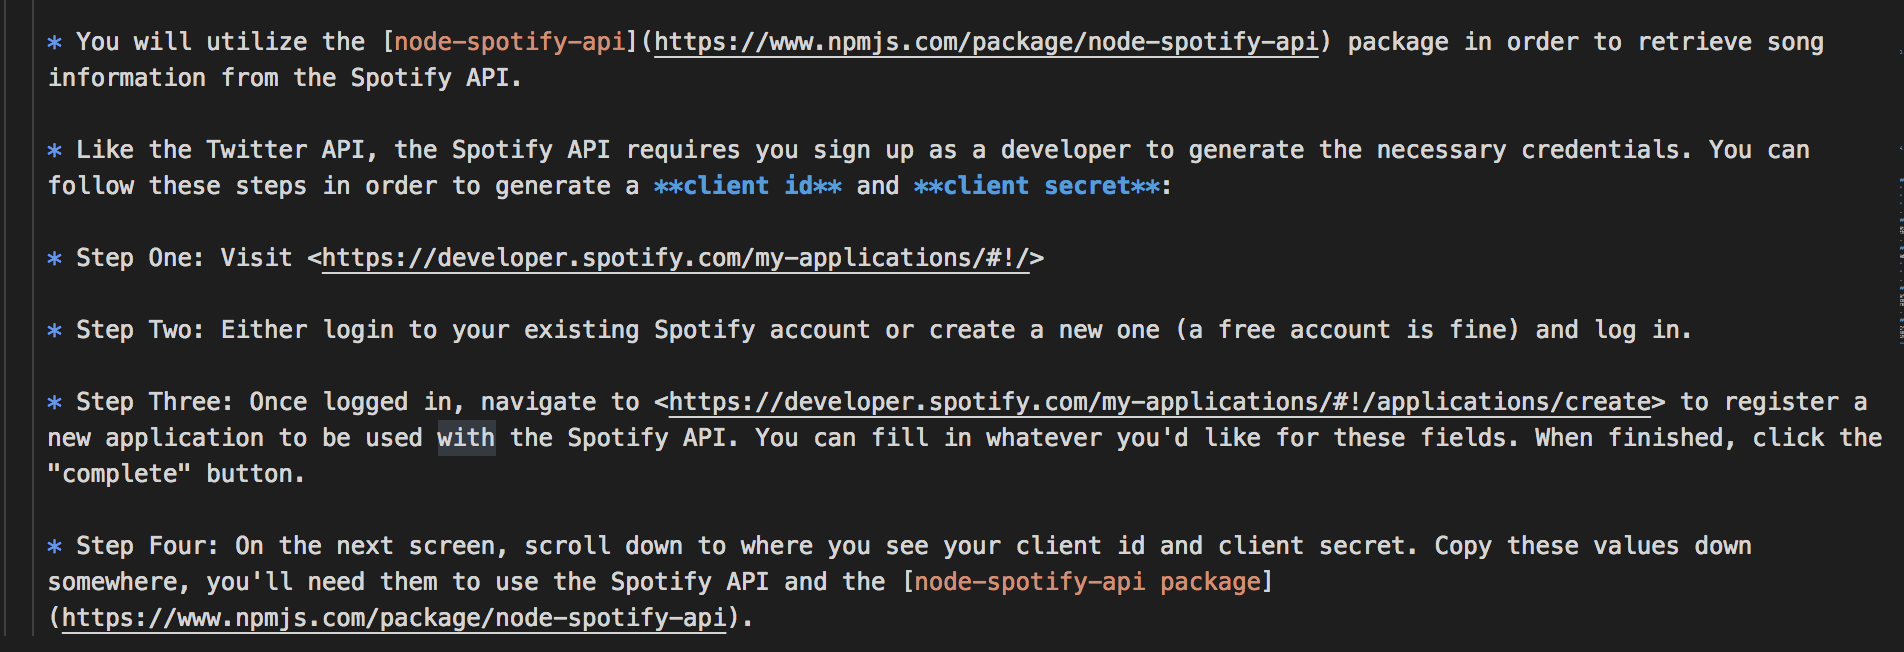 * You will utilize the [node-spotify-api](https://www.npmjs.com/package/node-spotify-api) package in order to retrieve song
information from the Spotify API.
* Like the Twitter API, the Spotify API requires you sign up as a developer to generate the necessary credentials. You can
follow these steps in order to generate a **client id** and **client secret**:
* Step One: Visit <https://developer.spotify.com/my-applications/#!/>
* Step Two: Either login to your existing Spotify account or create a new one (a free account is fine) and log in.
* Step Three: Once logged in, navigate to <https://developer.spotify.com/my-applications/#!/applications/create> to register a
new application to be used with the Spotify API. You can fill in whatever you'd like for these fields. When finished, click the
"complete" button.
* Step Four: On the next screen, scroll down to where you see your client id and client secret. Copy these values down
somewhere, you'll need them to use the Spotify API and the [node-spotify-api package]
(https://www.npmjs.com/package/node-spotify-api).